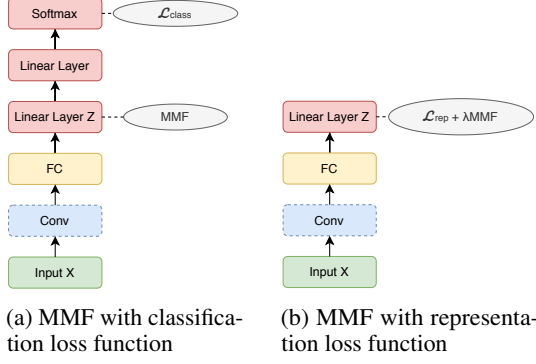 Softmax
ℒclass
Linear Layer
Linear Layer Z
MMF
FC
Conv
Input X
(a) MMF with classifica-
tion loss function
Linear Layer Z
ℒrep + λMMF
FC
Conv
Input X
(b) MMF with representa-
tion loss function